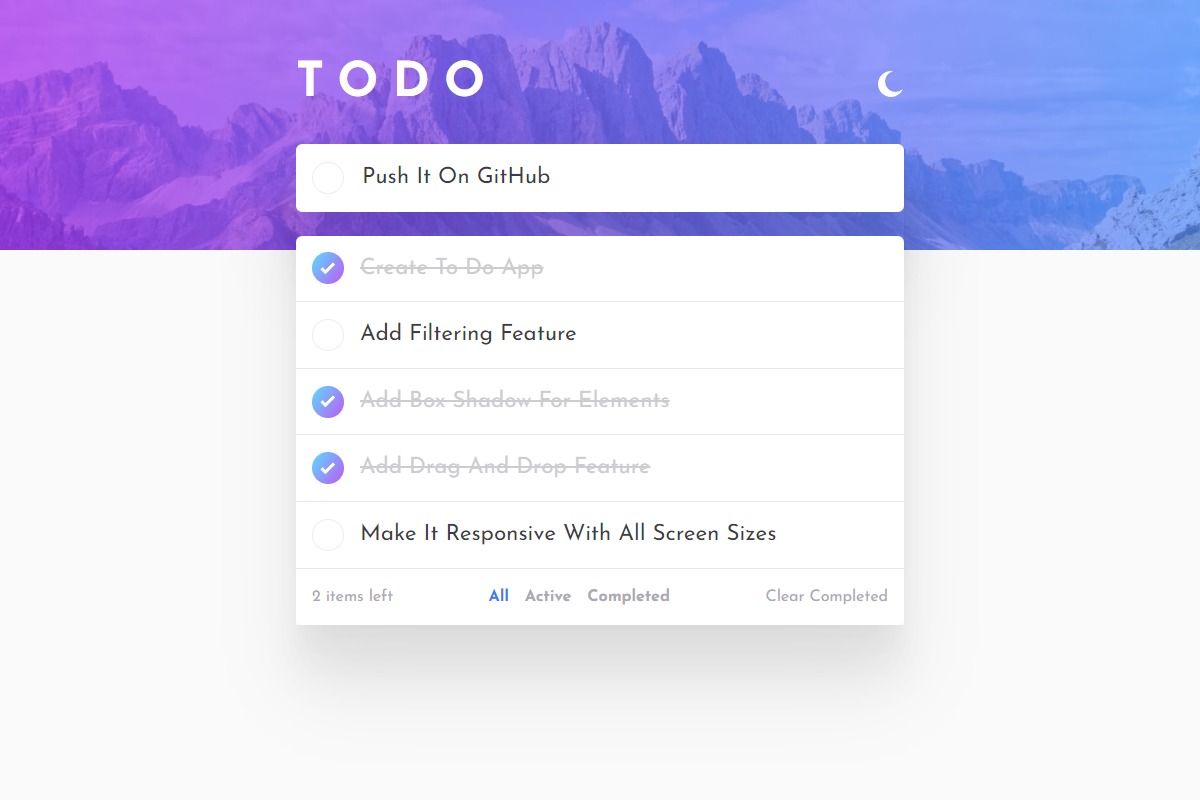 TODO
Push It On GitHub
Create To Do App
Add Filtering Feature
Add Box Shadow For Elements
Add Drag And Drop Feature
Make It Responsive With All Screen Sizes
2 items left All Active Completed Clear Completed